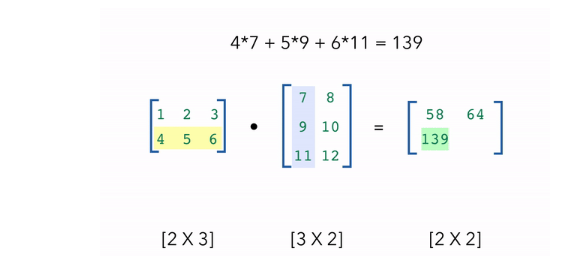 4*7 + 5*9 + 6*11 = 139
1 2 3 7 8 58 64
4 5 6 • 9 10 = 139
11 12
[2 X 3] [3 X 2] [2 X 2]